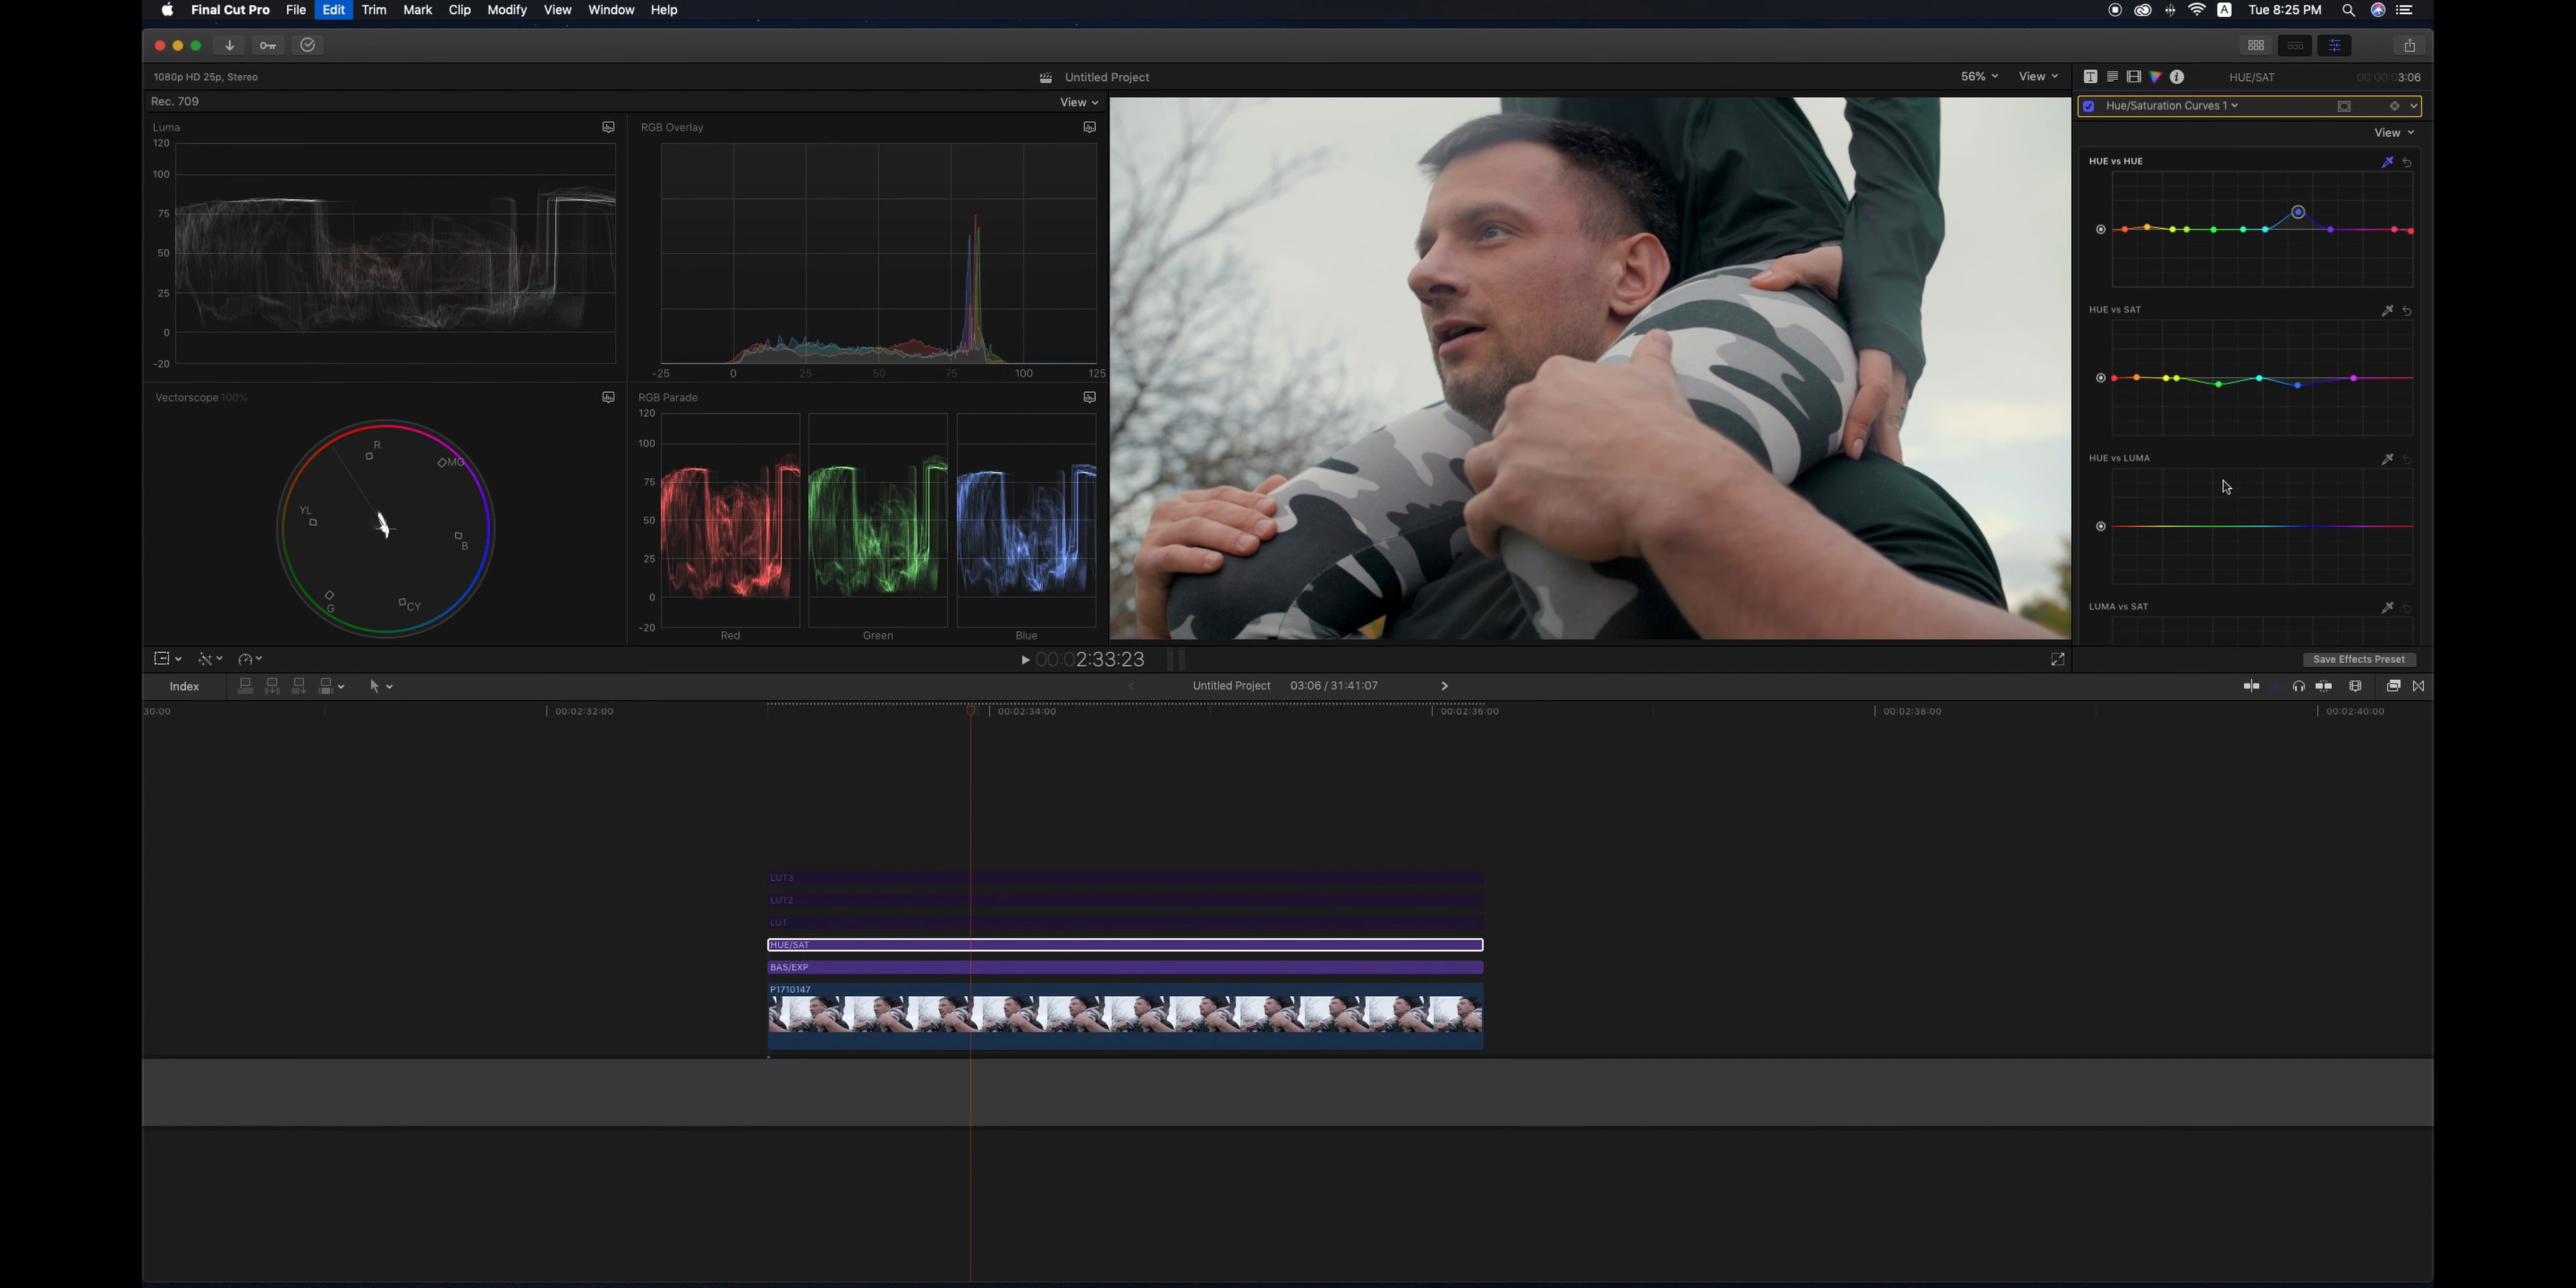 Final Cut Pro File Edit Trim Mark Clip Modify View Window Help A Tue 8:25 PM
1080p HD 25p, Stereo Untitled Project 56% View HUE/SAT 00:00:03:06
Rec. 709 View Hue/Saturation Curves 1
View
Luma RGB Overlay
120
100
75
50
25
0
-20
-25 0 25 50 75 100 125
Vectorscope 100% RGB Parade
R
MG
YL
B
G
CY
120
100
75
50
25
0
-20
Red Green Blue
HUE vs HUE
HUE vs SAT
HUE vs LUMA
LUMA vs SAT
00:02:33:23 Save Effects Preset
Index Untitled Project 03:06 / 31:41:07
30:00 00:02:32:00 00:02:34:00 00:02:36:00 00:02:38:00 00:02:40:00
LUT3
LUT2
LUT
HUE/SAT
BAS/EXP
P1710147